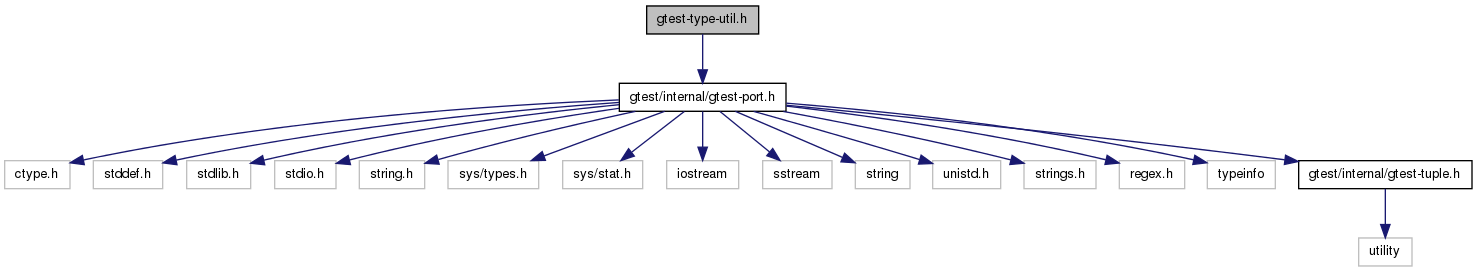 gtest-type-util.h
gtest/internal/gtest-port.h
ctype.h
stddef.h
stdlib.h
stdio.h
string.h
sys/types.h
sys/stat.h
iostream
sstream
string
unistd.h
strings.h
regex.h
typeinfo
gtest/internal/gtest-tuple.h
utility